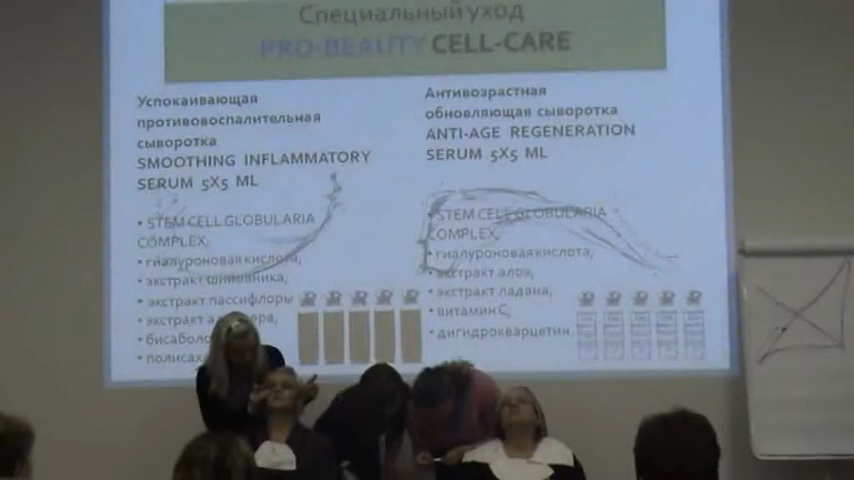 Специальный уход
PRO-BEAUTY CELL-CARE
Успокаивающая
противовоспалительная
сыворотка
SMOOTHING INFLAMMATORY
SERUM 5X5 ML
• STEM CELL GLOBULARIA
COMPLEX,
• гиалуроновая кислота,
• экстракт шиповника,
• экстракт пассифлоры
• экстракт
• бисабол
• полисах
Антивозрастная
обновляющая сыворотка
ANTI-AGE REGENERATION
SERUM 5X5 ML
• STEM CELL GLOBULARIA
COMPLEX,
• гиалуроновая кислота,
• экстракт алоэ,
• экстракт ладана,
• витамин С,
• дигидрокварцетин.